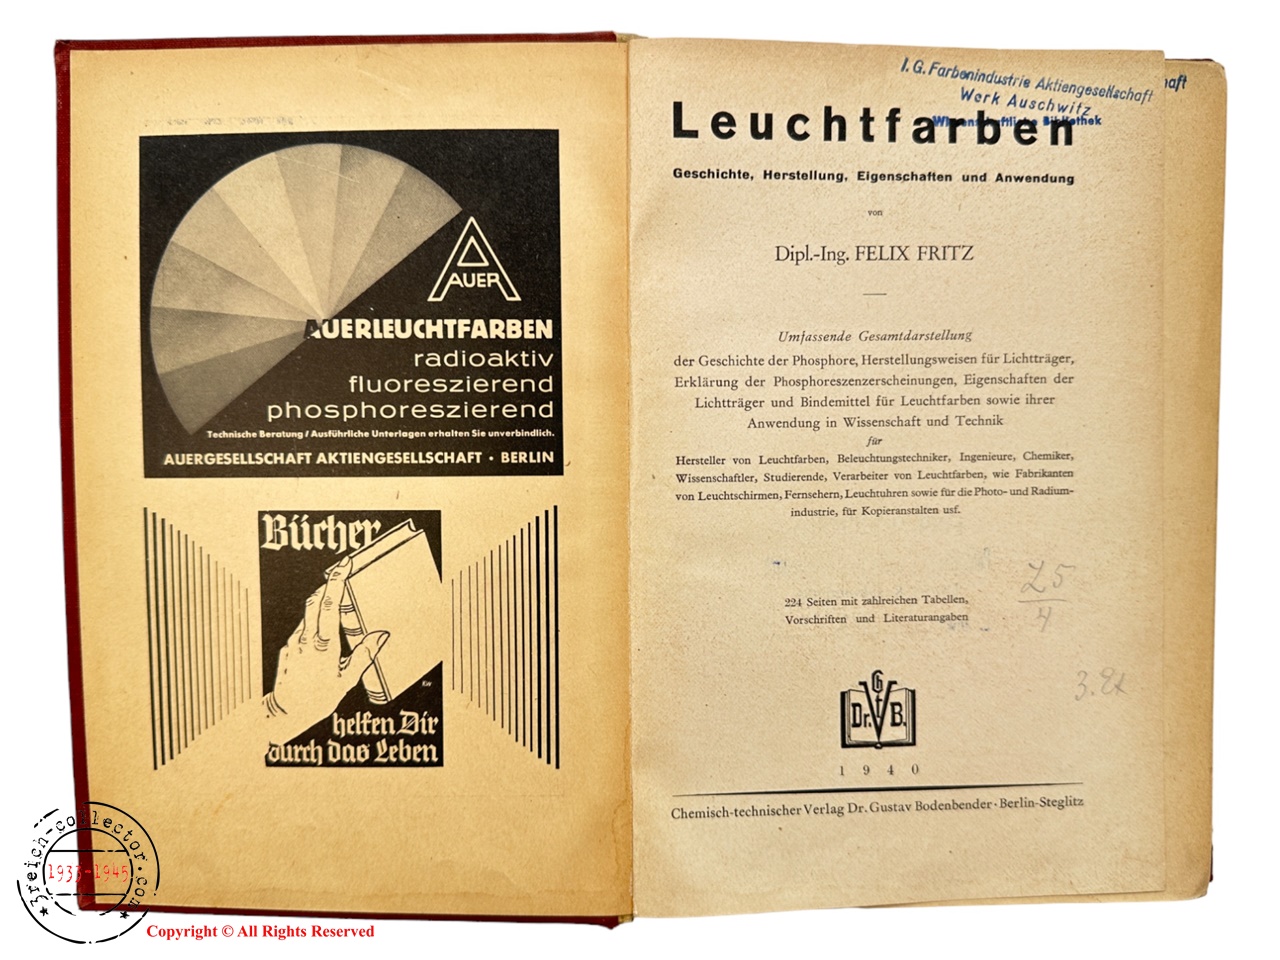 AUER
AUERLEUCHTFARBEN
radioaktiv
fluoreszierend
phosphoreszierend
Technische Beratung / Ausführliche Unterlagen erhalten Sie unverbindlich.
AUERGESELLSCHAFT AKTIENGESELLSCHAFT · BERLIN
Bücher
KW
helfen Dir
durch das Leben
I. G. Farbenindustrie Aktiengesellschaft
Werk Auschwitz
Wissenschaftliche Bibliothek
haft
Leuchtfarben
Geschichte, Herstellung, Eigenschaften und Anwendung
von
Dipl.-Ing. FELIX FRITZ
Umfassende Gesamtdarstellung
der Geschichte der Phosphore, Herstellungsweisen für Lichtträger,
Erklärung der Phosphoreszenzerscheinungen, Eigenschaften der
Lichtträger und Bindemittel für Leuchtfarben sowie ihrer
Anwendung in Wissenschaft und Technik
für
Hersteller von Leuchtfarben, Beleuchtungstechniker, Ingenieure, Chemiker,
Wissenschaftler, Studierende, Verarbeiter von Leuchtfarben, wie Fabrikanten
von Leuchtschirmen, Fernsehern, Leuchtuhren sowie für die Photo- und Radium-
industrie, für Kopieranstalten usf.
224 Seiten mit zahlreichen Tabellen,
Vorschriften und Literaturangaben
G
Dr. V B.
1940
Chemisch-technischer Verlag Dr. Gustav Bodenbender · Berlin-Steglitz
3reich-collector.com
1933-1945
Copyright © All Rights Reserved